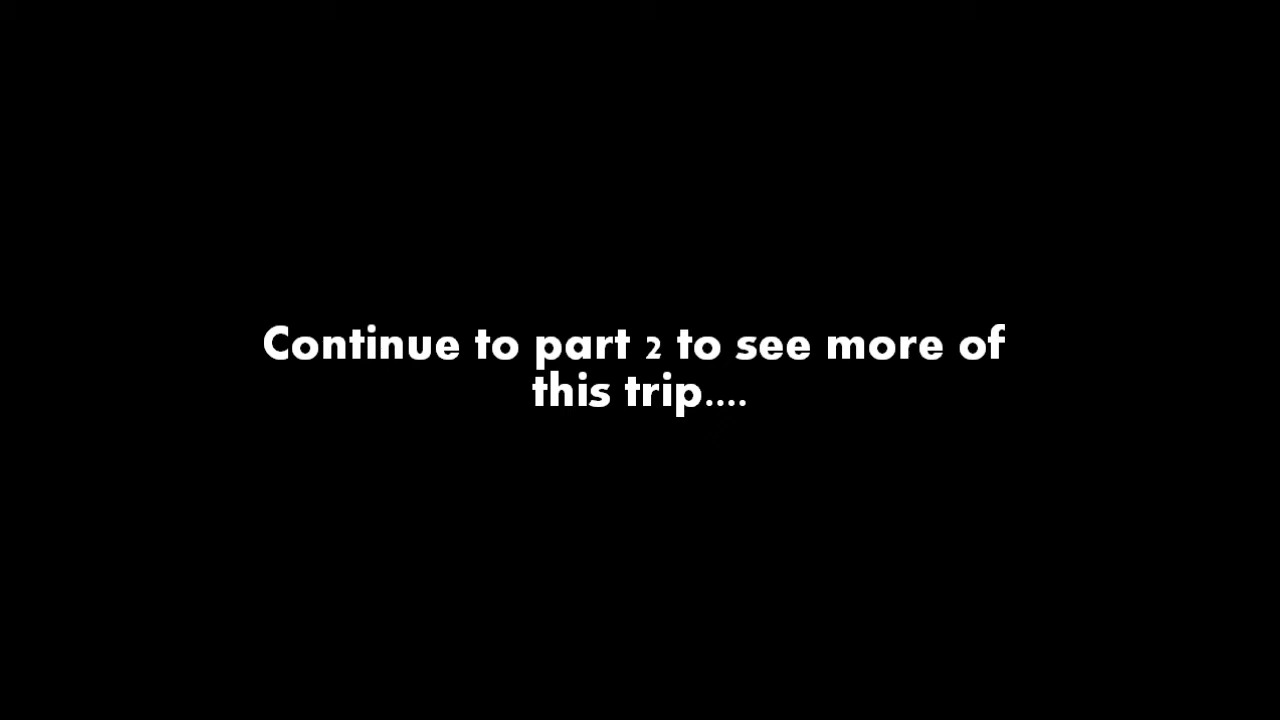 Continue to part 2 to see more of
this trip....